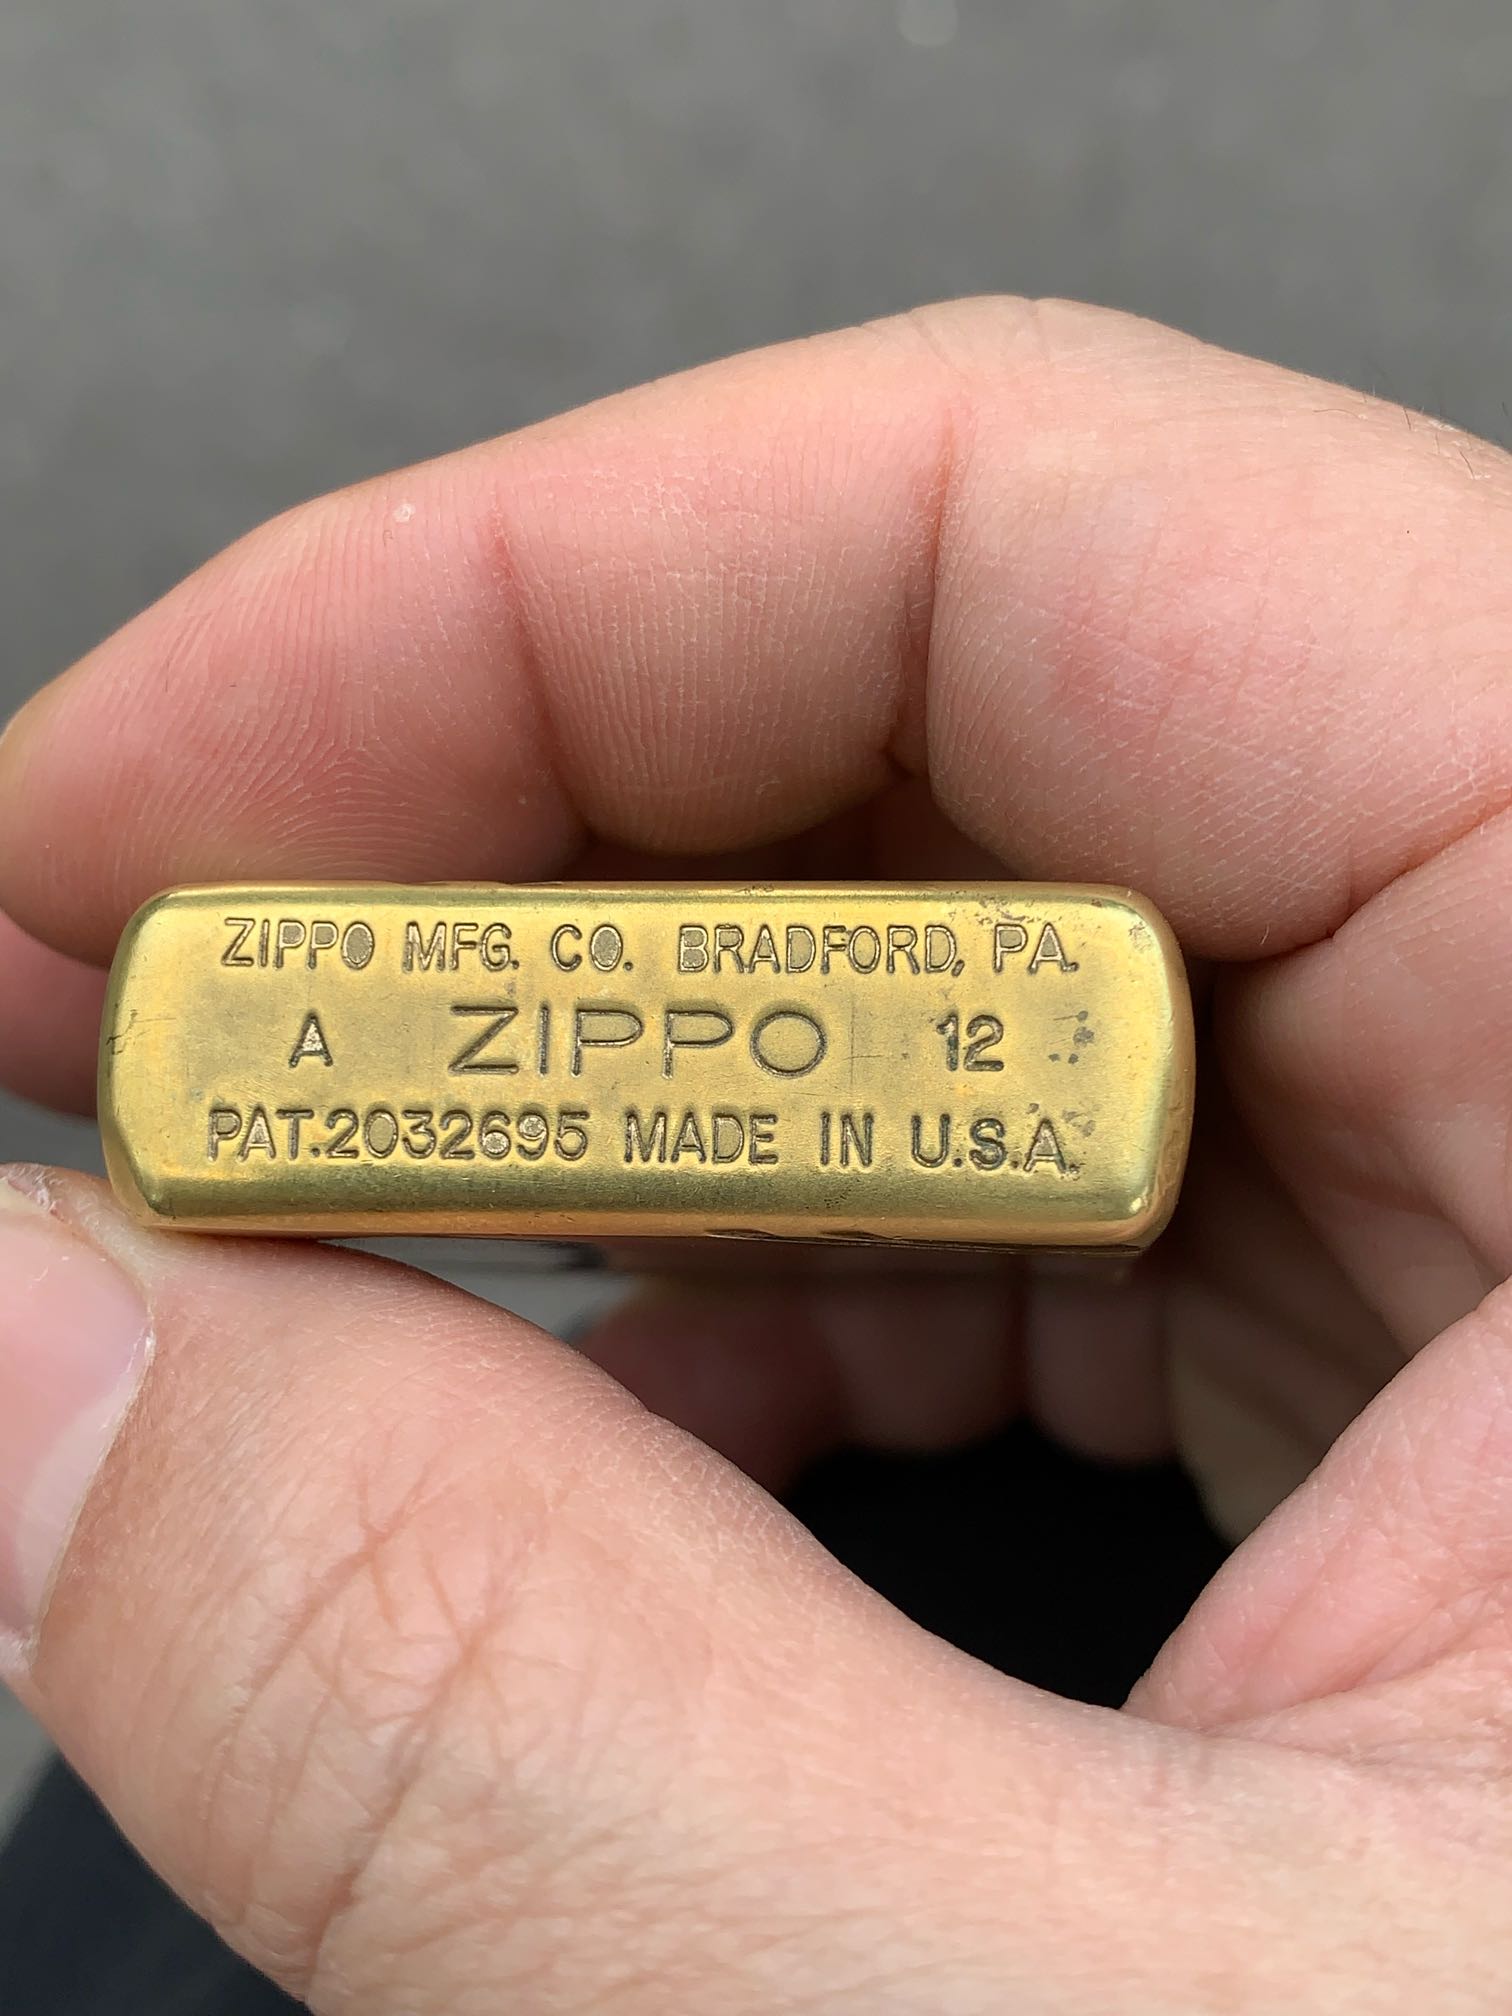 ZIPPO MFG. CO. BRADFORD, PA.
A ZIPPO 12
PAT.2032695 MADE IN U.S.A.